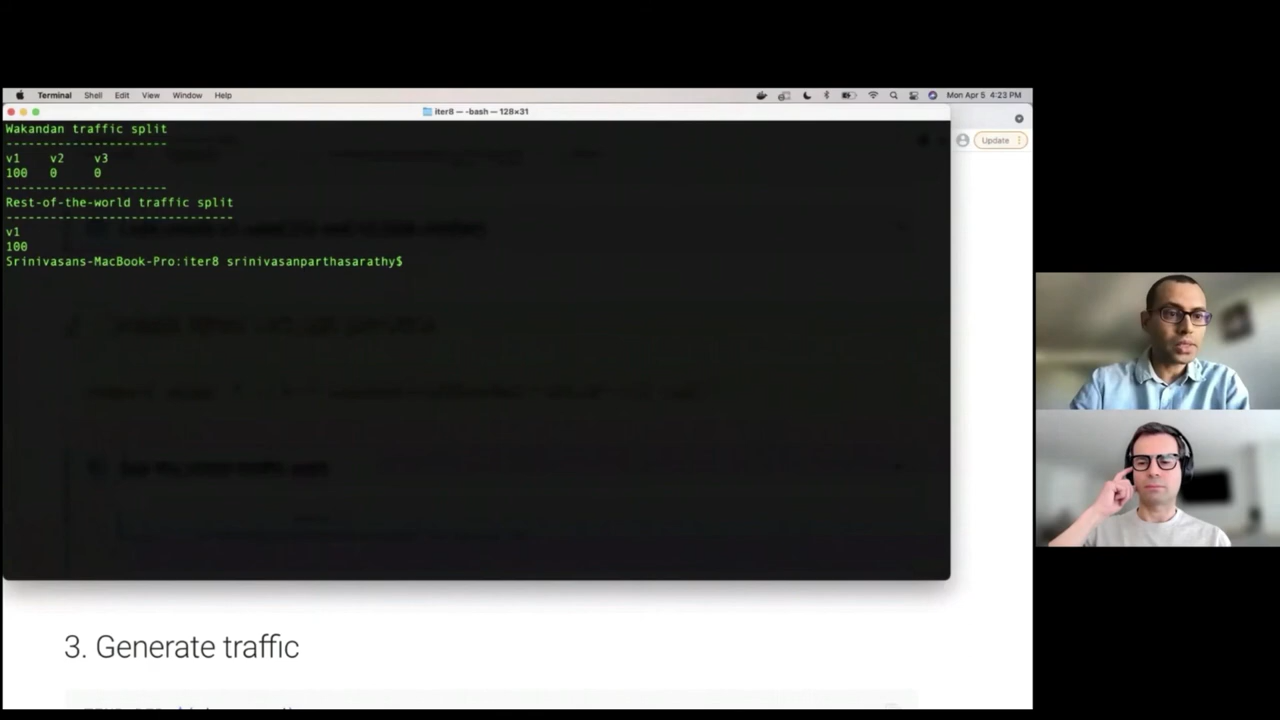 Terminal Shell Edit View Window Help Mon Apr 5 4:23 PM
iter8 — -bash — 128×31
Wakandan traffic split
----------------------
v1 v2 v3
100 0 0
----------------------
Rest-of-the-world traffic split
-------------------------------
v1
100
Srinivasans-MacBook-Pro:iter8 srinivasanparthasarathy$
Update
3. Generate traffic